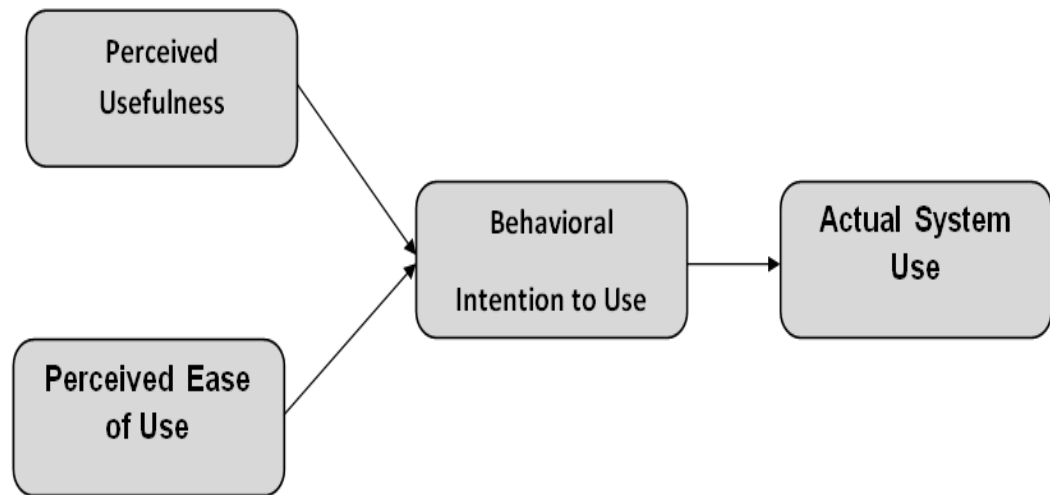 Perceived
Usefulness
Behavioral
Intention to Use
Actual System
Use
Perceived Ease
of Use